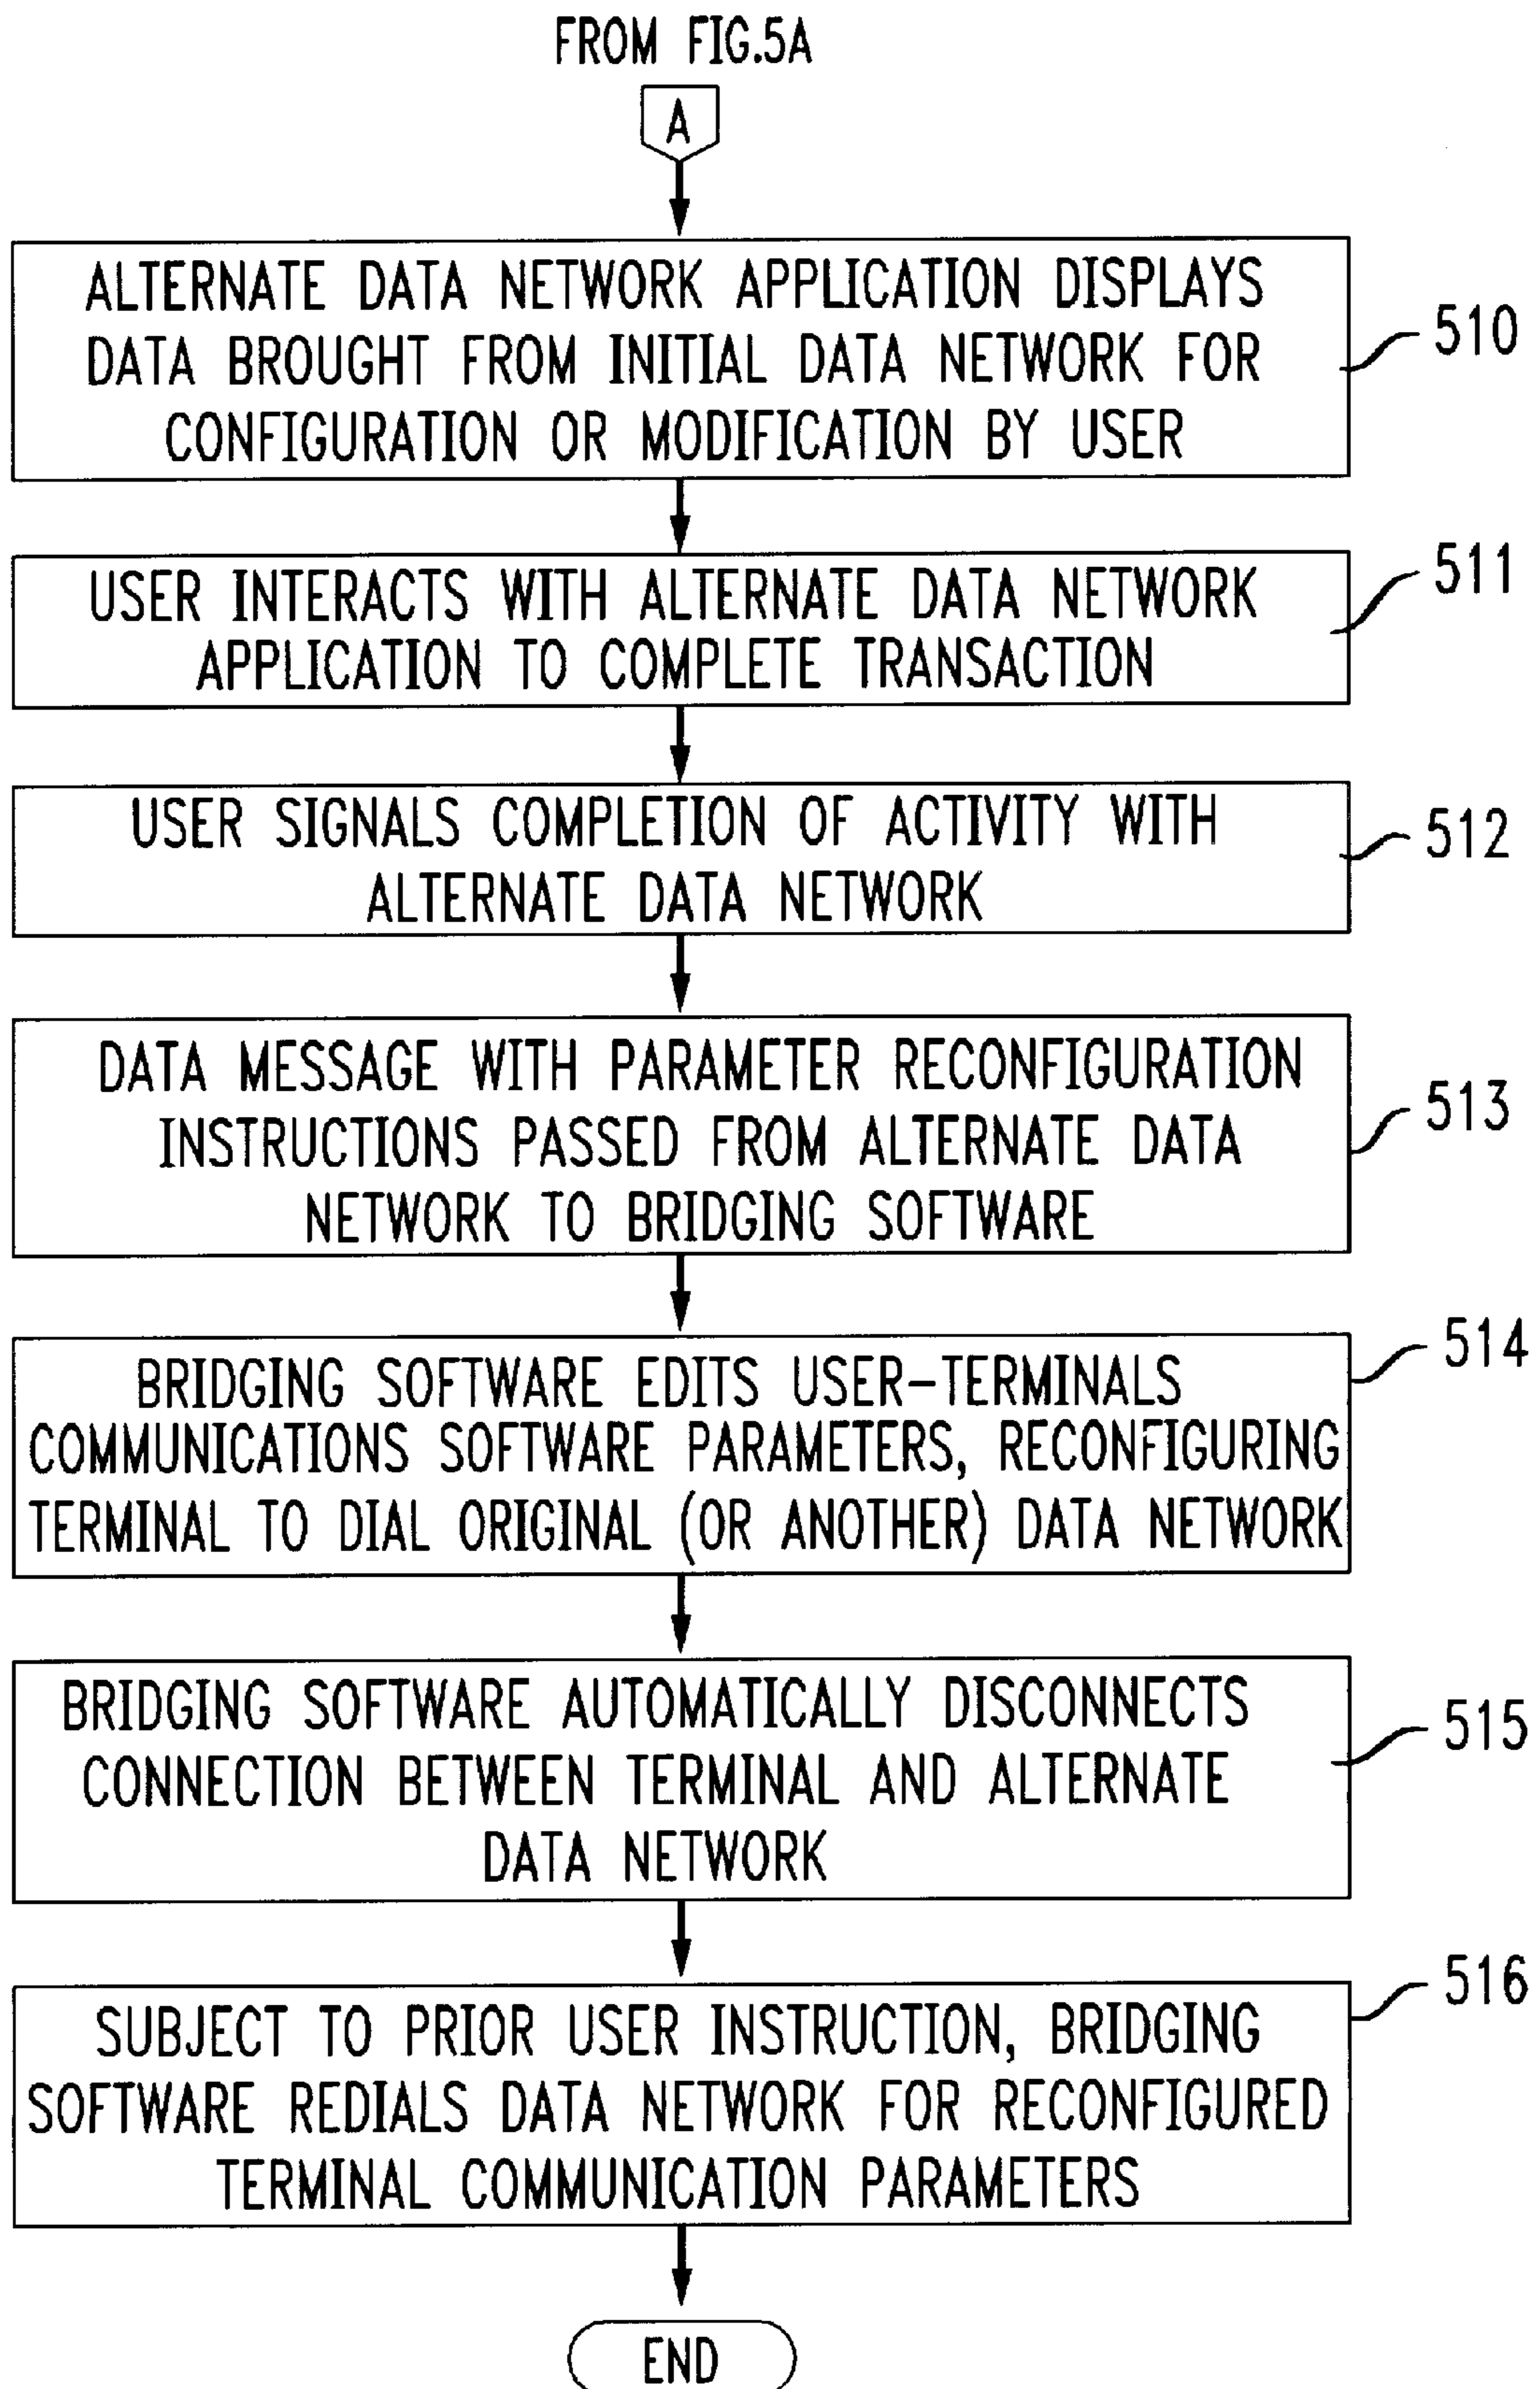 FROM FIG.5A
A
ALTERNATE DATA NETWORK APPLICATION DISPLAYS
DATA BROUGHT FROM INITIAL DATA NETWORK FOR
CONFIGURATION OR MODIFICATION BY USER
510
USER INTERACTS WITH ALTERNATE DATA NETWORK
APPLICATION TO COMPLETE TRANSACTION
511
USER SIGNALS COMPLETION OF ACTIVITY WITH
ALTERNATE DATA NETWORK
512
DATA MESSAGE WITH PARAMETER RECONFIGURATION
INSTRUCTIONS PASSED FROM ALTERNATE DATA
NETWORK TO BRIDGING SOFTWARE
513
BRIDGING SOFTWARE EDITS USER-TERMINALS
COMMUNICATIONS SOFTWARE PARAMETERS, RECONFIGURING
TERMINAL TO DIAL ORIGINAL (OR ANOTHER) DATA NETWORK
514
BRIDGING SOFTWARE AUTOMATICALLY DISCONNECTS
CONNECTION BETWEEN TERMINAL AND ALTERNATE
DATA NETWORK
515
SUBJECT TO PRIOR USER INSTRUCTION, BRIDGING
SOFTWARE REDIALS DATA NETWORK FOR RECONFIGURED
TERMINAL COMMUNICATION PARAMETERS
516
END